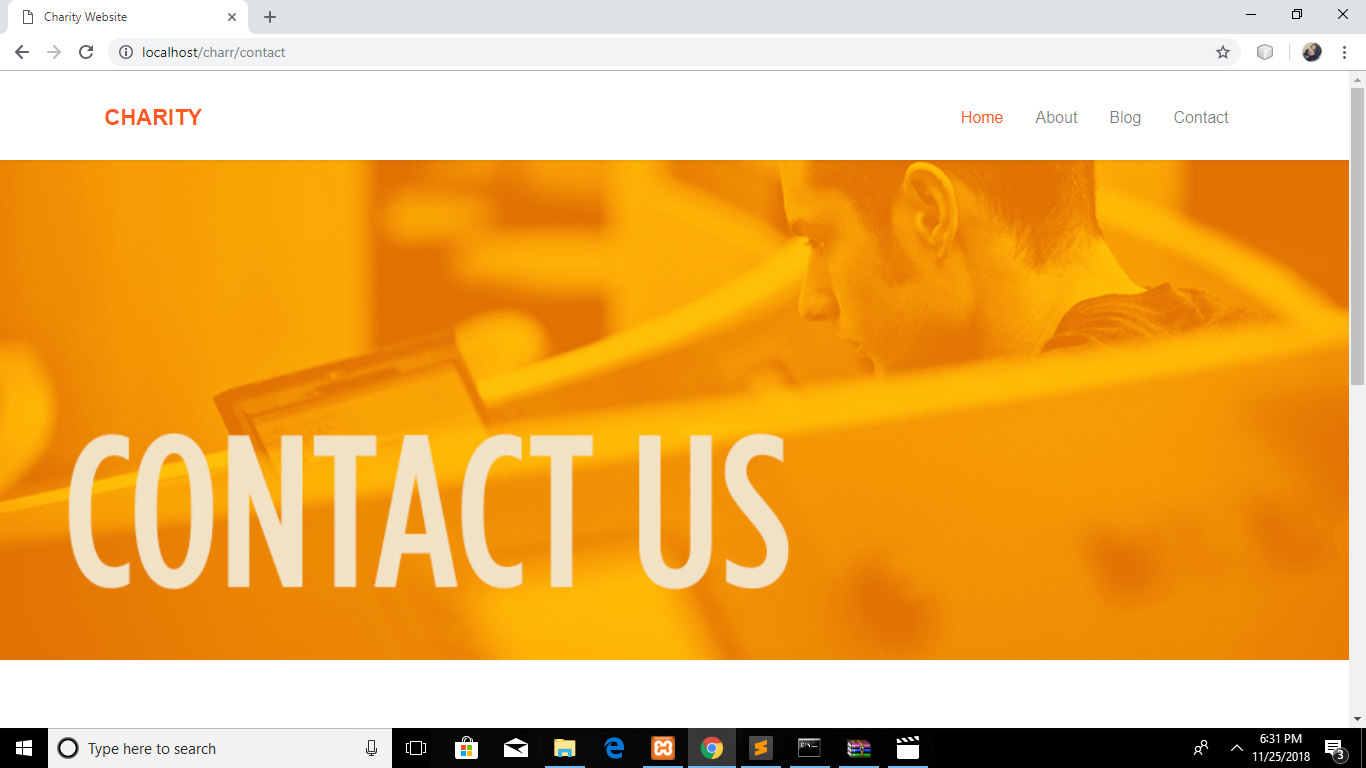 Charity Website
localhost/charr/contact
CHARITY
Home About Blog Contact
CONTACT US
Type here to search
6:31 PM
11/25/2018
3